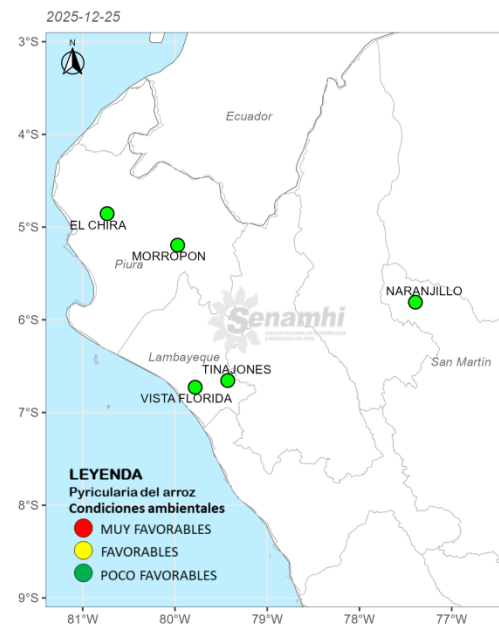 2025-12-25
3°S
N
Ecuador
4°S
5°S
EL CHIRA
MORROPON
Piura
NARANJILLO
6°S
Senamhi
Lambayeque
San Martín
TINAJONES
VISTA FLORIDA
7°S
LEYENDA
Pyricularia del arroz
Condiciones ambientales
MUY FAVORABLES
8°S
FAVORABLES
POCO FAVORABLES
9°S
81°W 80°W 79°W 78°W 77°W